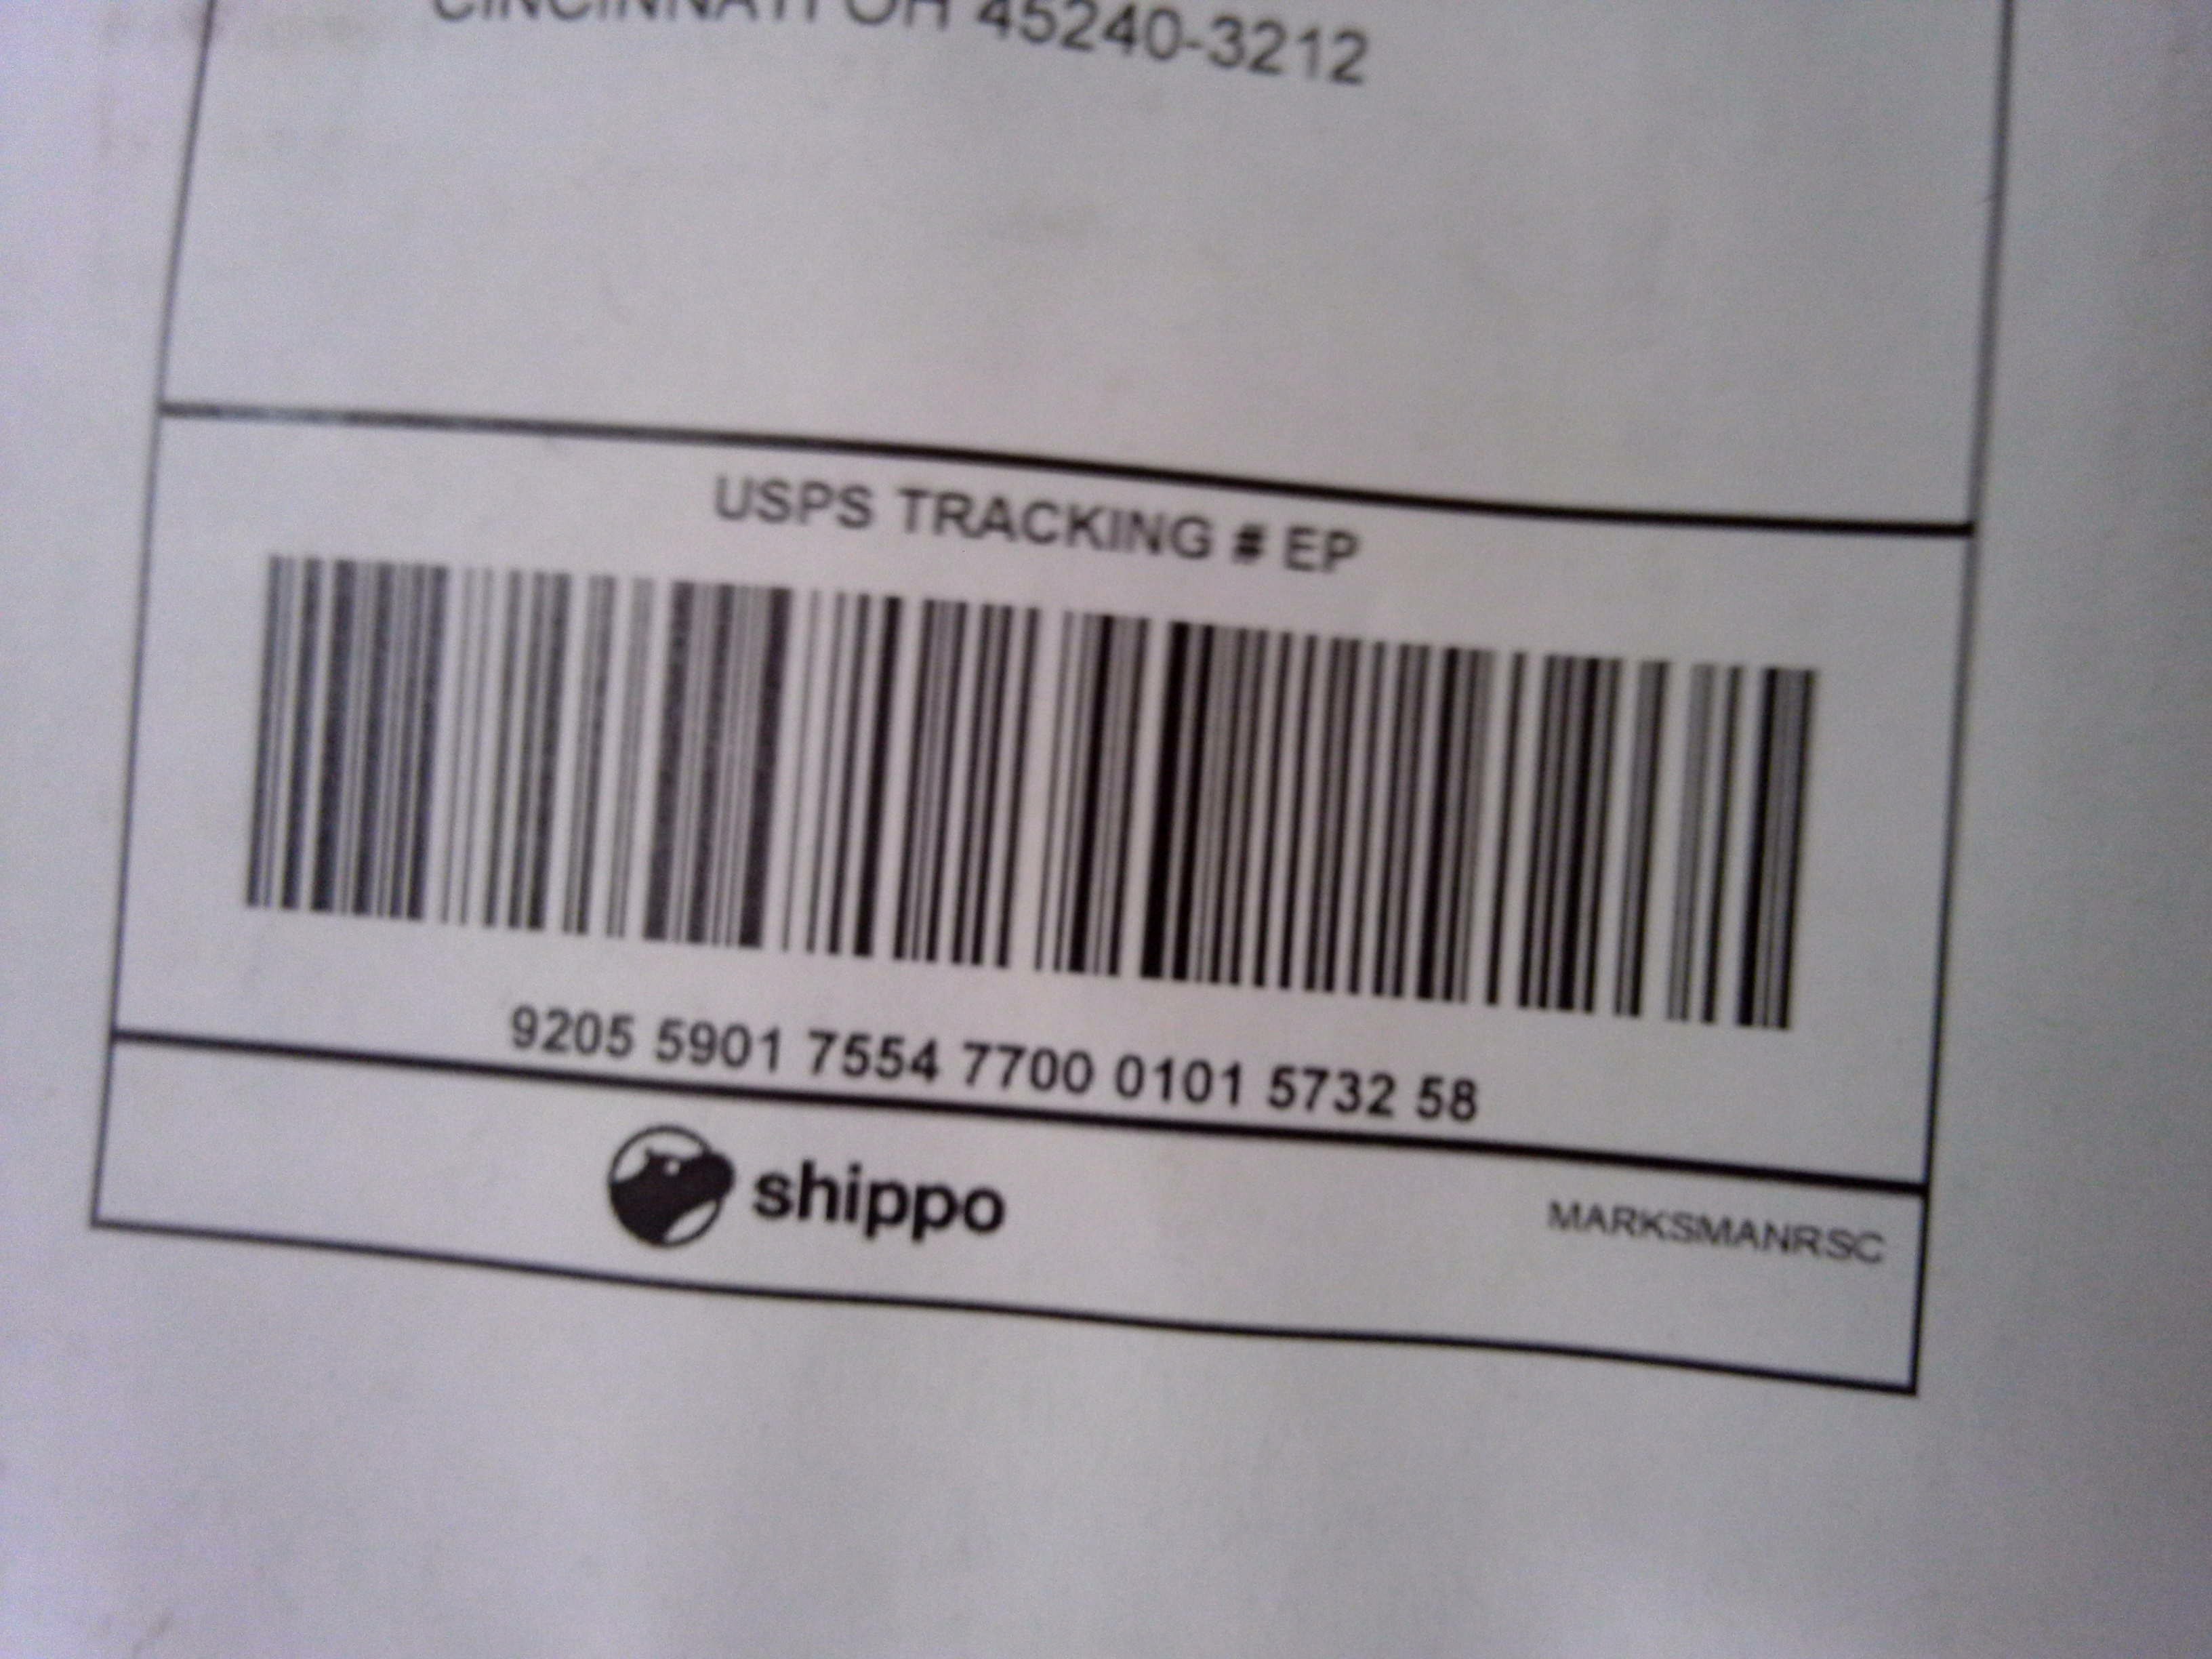 CINCINNATI OH 45240-3212
USPS TRACKING # EP
9205 5901 7554 7700 0101 5732 58
shippo
MARKSMANRSC